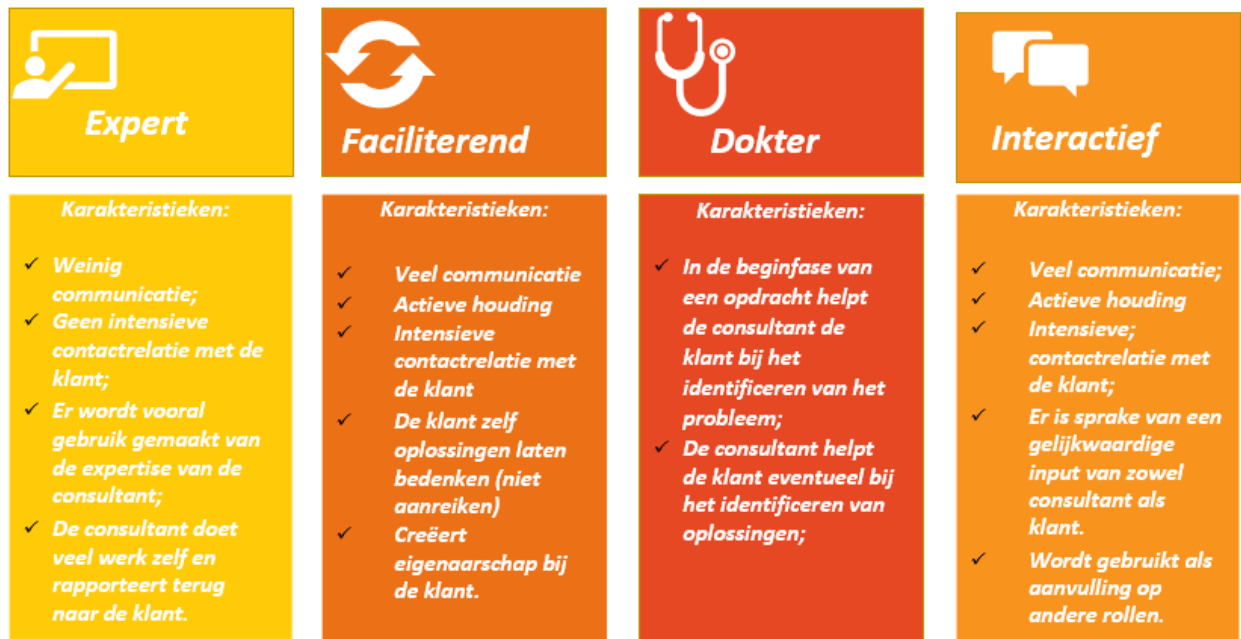 Expert
Karakteristieken:
Weinig
communicatie;
Geen intensieve
contactrelatie met de
klant;
Er wordt vooral
gebruik gemaakt van
de expertise van de
consultant;
De consultant doet
veel werk zelf en
rapporteert terug
naar de klant.
Faciliterend
Karakteristieken:
Veel communicatie
Actieve houding
Intensieve
contactrelatie met
de klant
De klant zelf
oplossingen laten
bedenken (niet
aanreiken)
Creëert
eigenaarschap bij
de klant.
Dokter
Karakteristieken:
In de beginfase van
een opdracht helpt
de consultant de
klant bij het
identificeren van het
probleem;
De consultant helpt
de klant eventueel bij
het identificeren van
oplossingen;
Interactief
Karakteristieken:
Veel communicatie;
Actieve houding
Intensieve;
contactrelatie met
de klant;
Er is sprake van een
gelijkwaardige
input van zowel
consultant als
klant.
Wordt gebruikt als
aanvulling op
andere rollen.